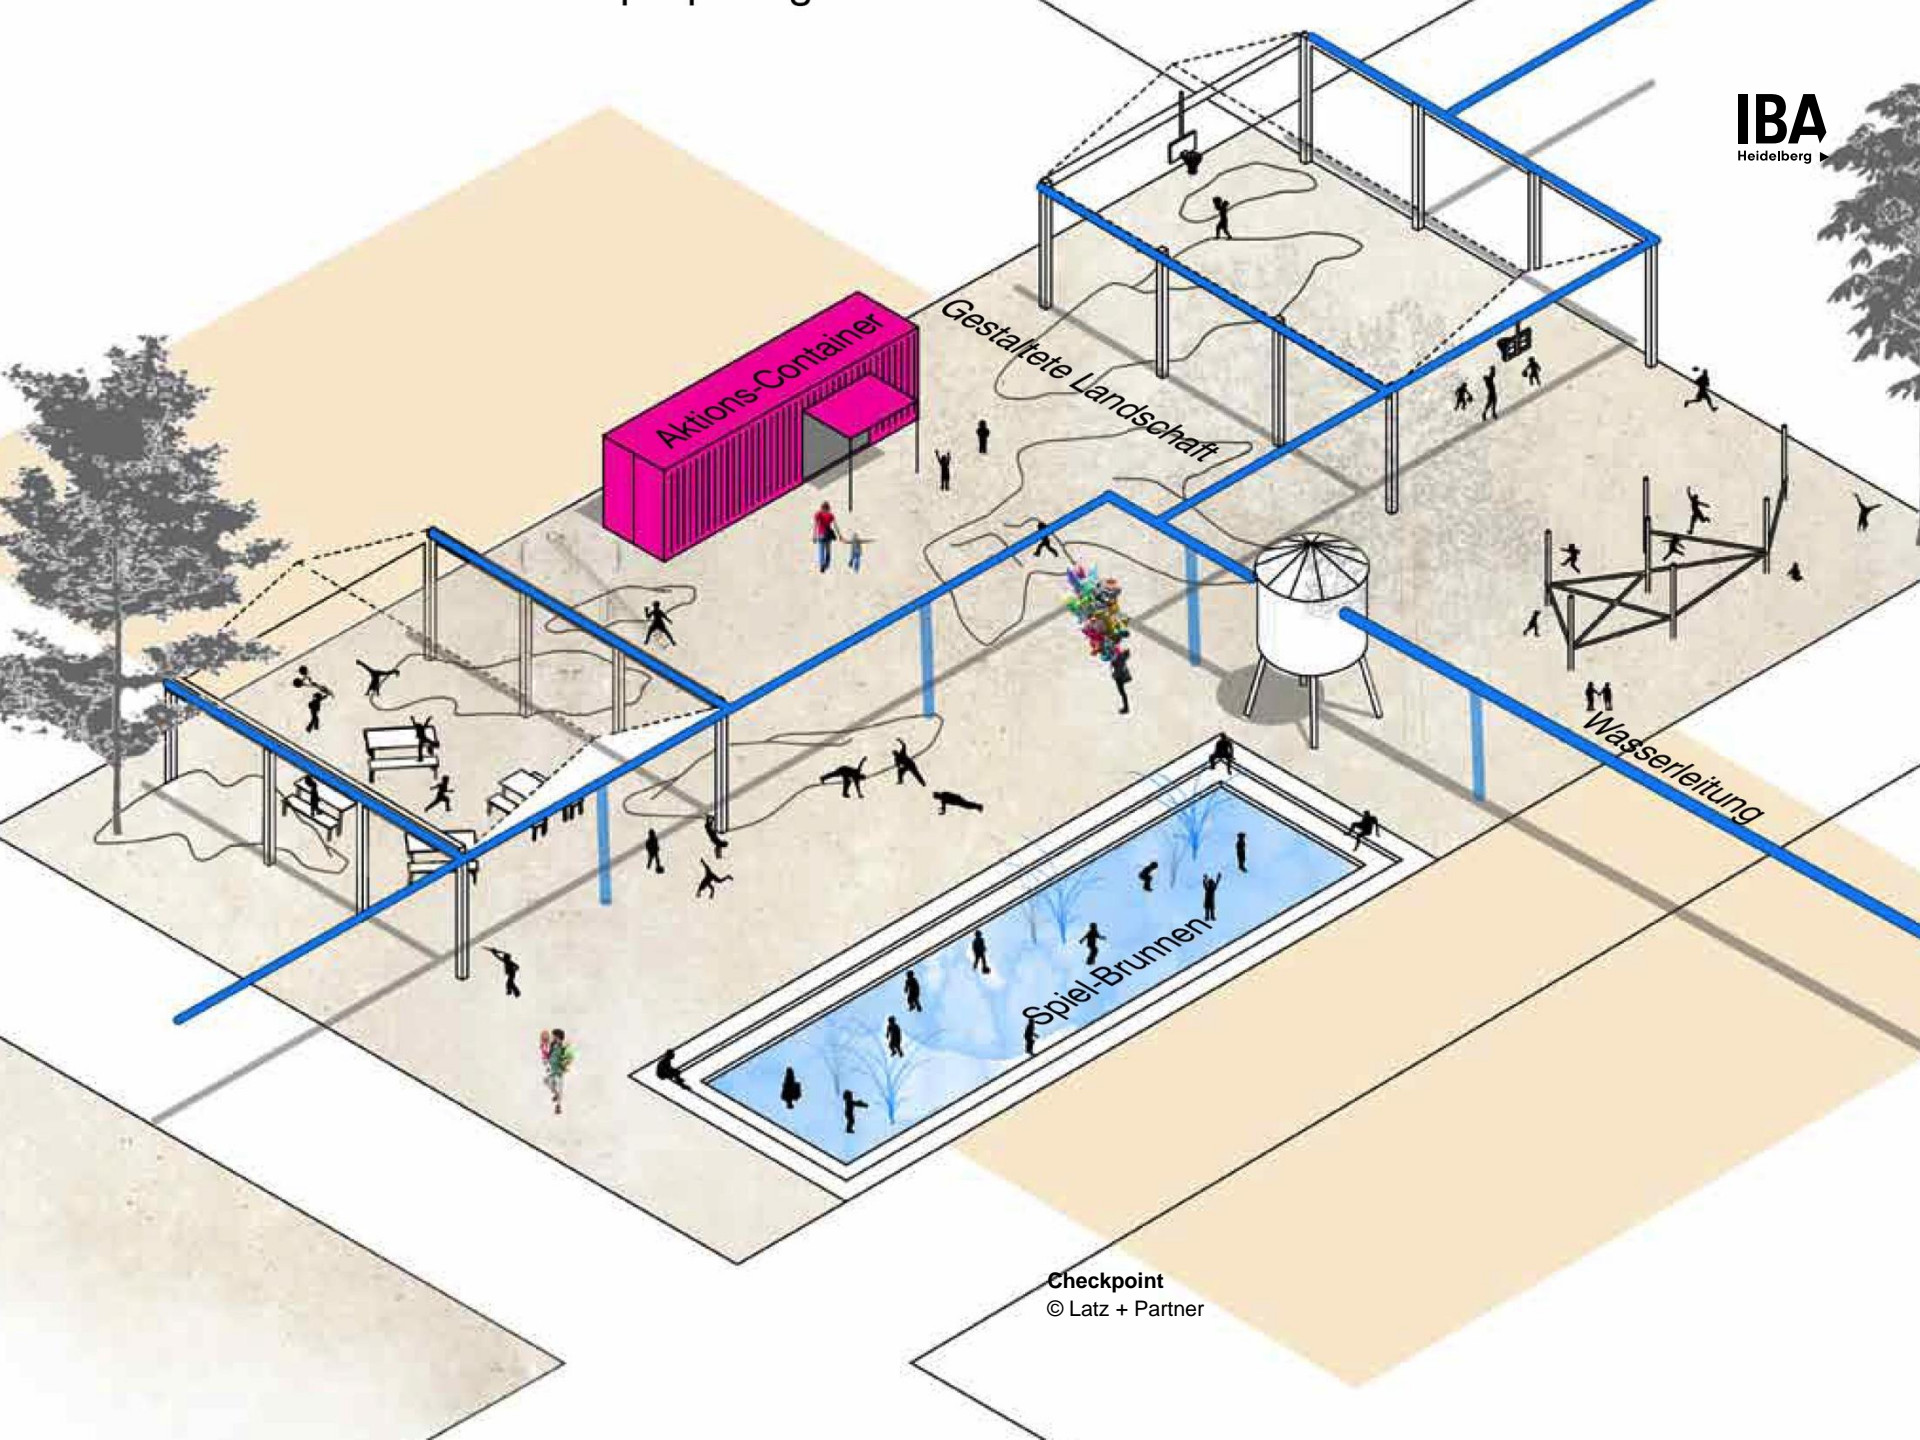 IBA
Heidelberg
Aktions-Container
Gestaltete Landschaft
Wasserleitung
Spiel-Brunnen
Checkpoint
© Latz + Partner